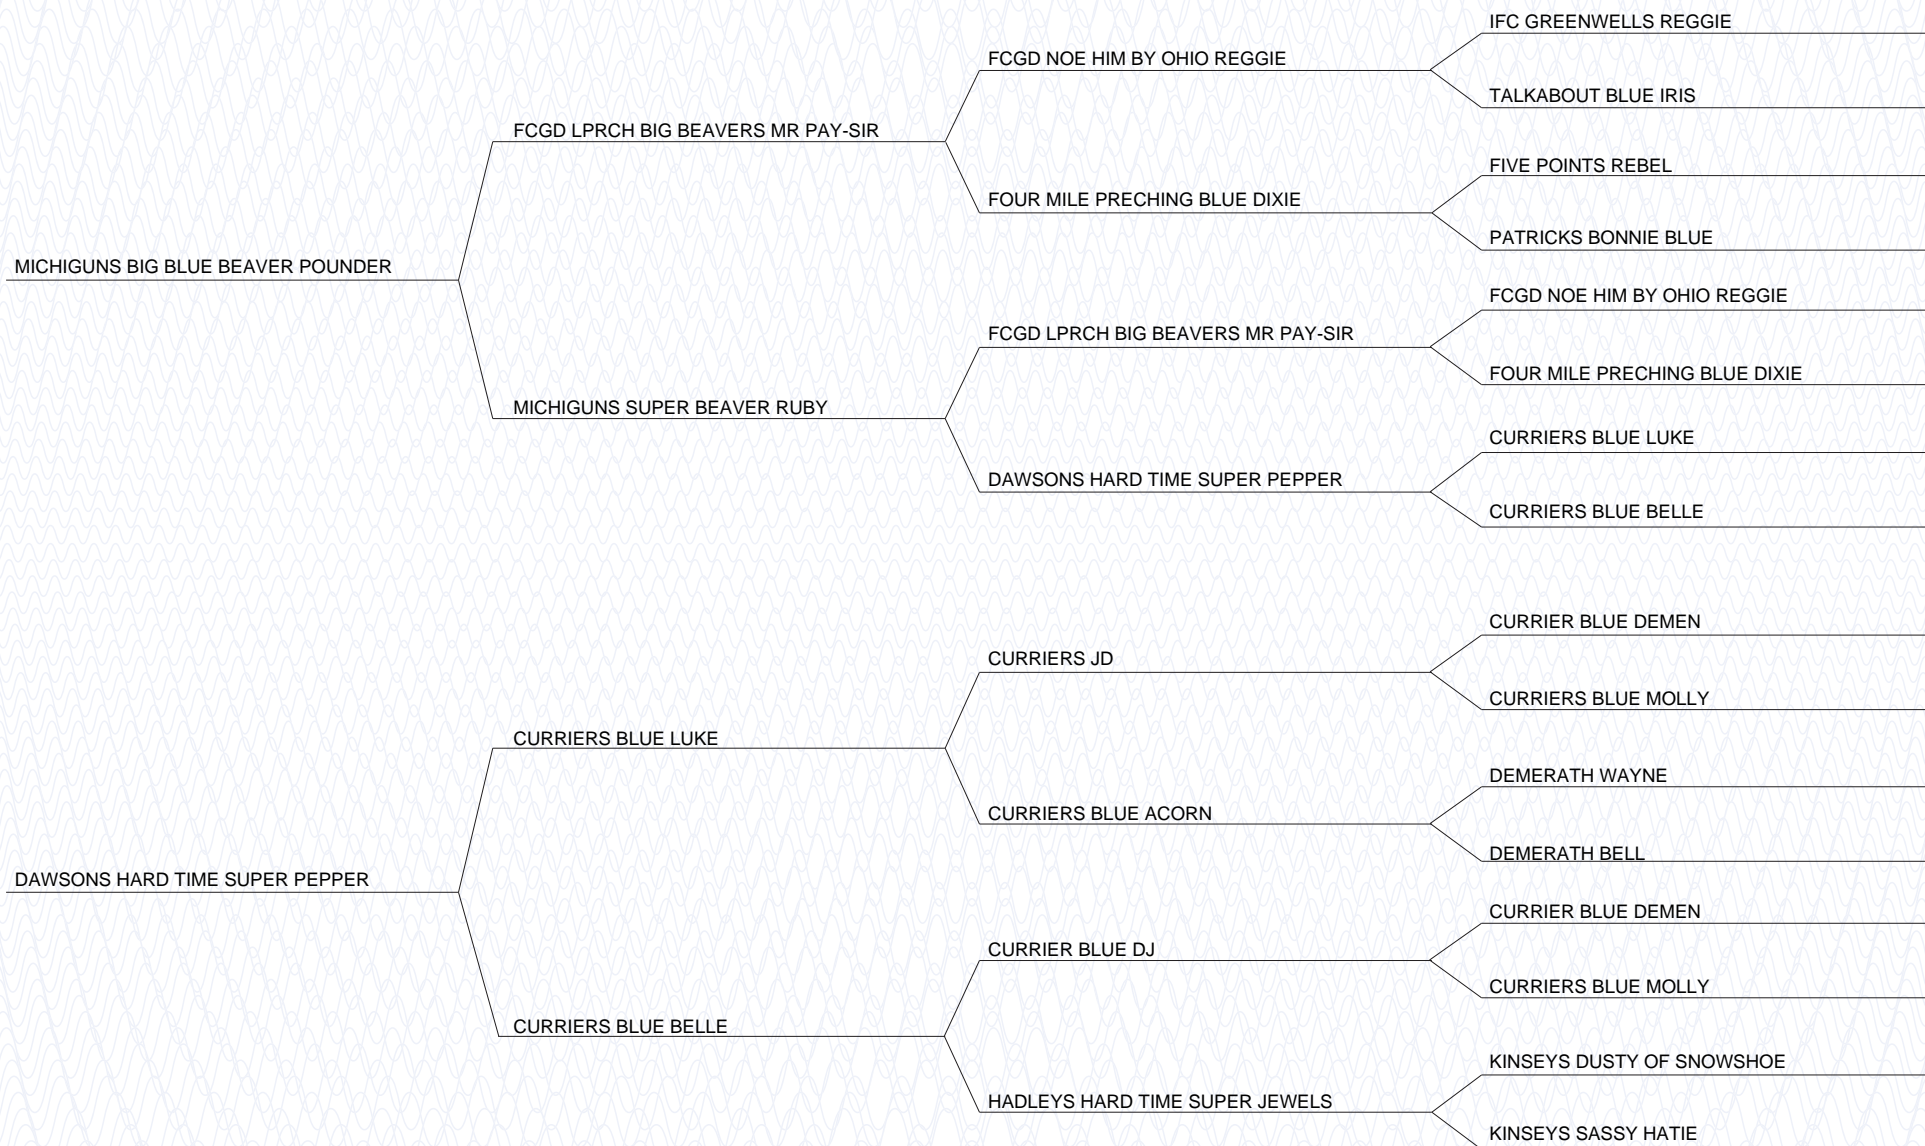 IFC GREENWELLS REGGIE
FCGD NOE HIM BY OHIO REGGIE
TALKABOUT BLUE IRIS
FCGD LPRCH BIG BEAVERS MR PAY-SIR
FIVE POINTS REBEL
FOUR MILE PRECHING BLUE DIXIE
PATRICKS BONNIE BLUE
MICHIGUNS BIG BLUE BEAVER POUNDER
FCGD NOE HIM BY OHIO REGGIE
FCGD LPRCH BIG BEAVERS MR PAY-SIR
FOUR MILE PRECHING BLUE DIXIE
MICHIGUNS SUPER BEAVER RUBY
CURRIERS BLUE LUKE
DAWSONS HARD TIME SUPER PEPPER
CURRIERS BLUE BELLE
CURRIER BLUE DEMEN
CURRIERS JD
CURRIERS BLUE MOLLY
CURRIERS BLUE LUKE
DEMERATH WAYNE
CURRIERS BLUE ACORN
DEMERATH BELL
DAWSONS HARD TIME SUPER PEPPER
CURRIER BLUE DEMEN
CURRIER BLUE DJ
CURRIERS BLUE MOLLY
CURRIERS BLUE BELLE
KINSEYS DUSTY OF SNOWSHOE
HADLEYS HARD TIME SUPER JEWELS
KINSEYS SASSY HATIE